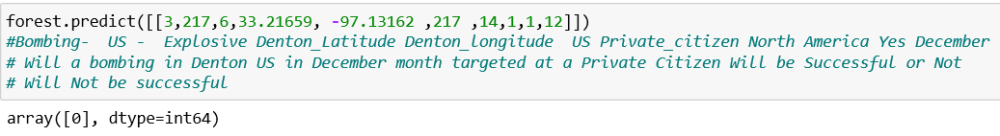 forest.predict([[3,217,6,33.21659, -97.13162 ,217 ,14,1,1,12]])
#Bombing-  US -  Explosive Denton_Latitude Denton_longitude  US Private_citizen North America Yes December
# Will a bombing in Denton US in December month targeted at a Private Citizen Will be Successful or Not
# Will Not be successful
array([0], dtype=int64)